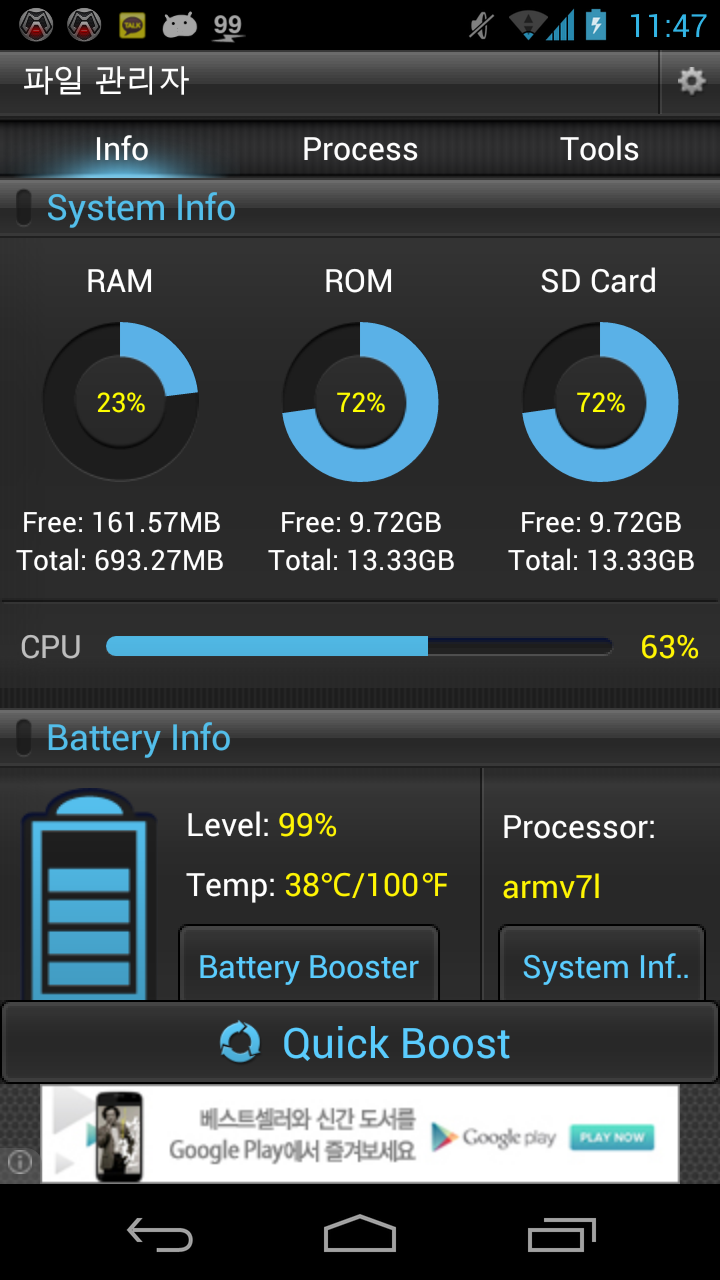 TALK
99
11:47
파일 관리자
Info Process Tools
System Info
RAM ROM SD Card
23% 72% 72%
Free: 161.57MB Free: 9.72GB Free: 9.72GB
Total: 693.27MB Total: 13.33GB Total: 13.33GB
CPU 63%
Battery Info
Level: 99%
Processor:
Temp: 38℃/100℉
armv7l
Battery Booster System Inf..
Quick Boost
베스트셀러와 신간 도서를
Google Play에서 즐겨보세요
Google play
PLAY NOW